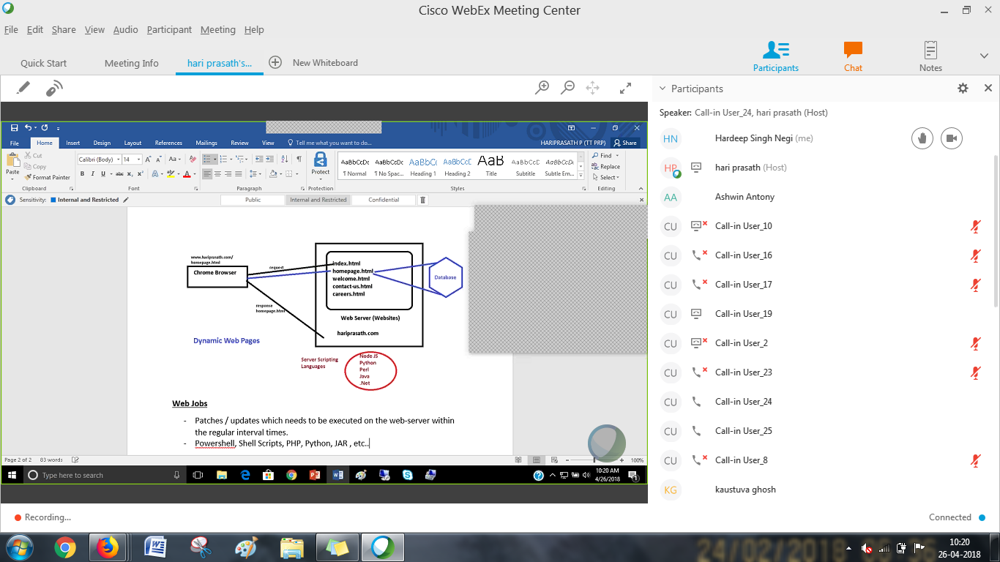 Cisco WebEx Meeting Center
File Edit Share View Audio Participant Meeting Help
Quick Start Meeting Info hari prasath's... New Whiteboard
Participants Chat Notes
Participants
Speaker: Call-in User_24, hari prasath (Host)
HN Hardeep Singh Negi (me)
HP hari prasath (Host)
AA Ashwin Antony
CU Call-in User_10
CU Call-in User_16
CU Call-in User_17
CU Call-in User_19
CU Call-in User_2
CU Call-in User_23
CU Call-in User_24
CU Call-in User_25
CU Call-in User_8
KG kaustuva ghosh
File Home Insert Design Layout References Mailings Review View Tell me what you want to do... HARIPRASATH P (TT PRP) Share
Paste
Cut
Copy
Format Painter
Calibri (Body) 14
Protect
AaBbCcDc AaBbCcDc AaBbC AaBbCcC AaB AaBbCcC AaBbCcDc
¶ Normal ¶ No Spac... Heading 1 Heading 2 Title Subtitle Subtle Em...
Find
Replace
Select
Clipboard Font Paragraph Protection Styles Editing
Sensitivity: Internal and Restricted Public Internal and Restricted Confidential
www.hariprasath.com/
homepage.html
Chrome Browser
request
response
homepage.html
index.html
homepage.html
welcome.html
contact-us.html
careers.html
Web Server (Websites)
hariprasath.com
Database
Dynamic Web Pages
Server Scripting
Languages
Node JS
Python
Perl
Java
.Net
Web Jobs
- Patches / updates which needs to be executed on the web-server within
the regular interval times.
- Powershell, Shell Scripts, PHP, Python, JAR , etc..
Page 2 of 2 83 words 100%
Type here to search
10:20 AM
4/26/2018
Recording... Connected
10:20
26-04-2018